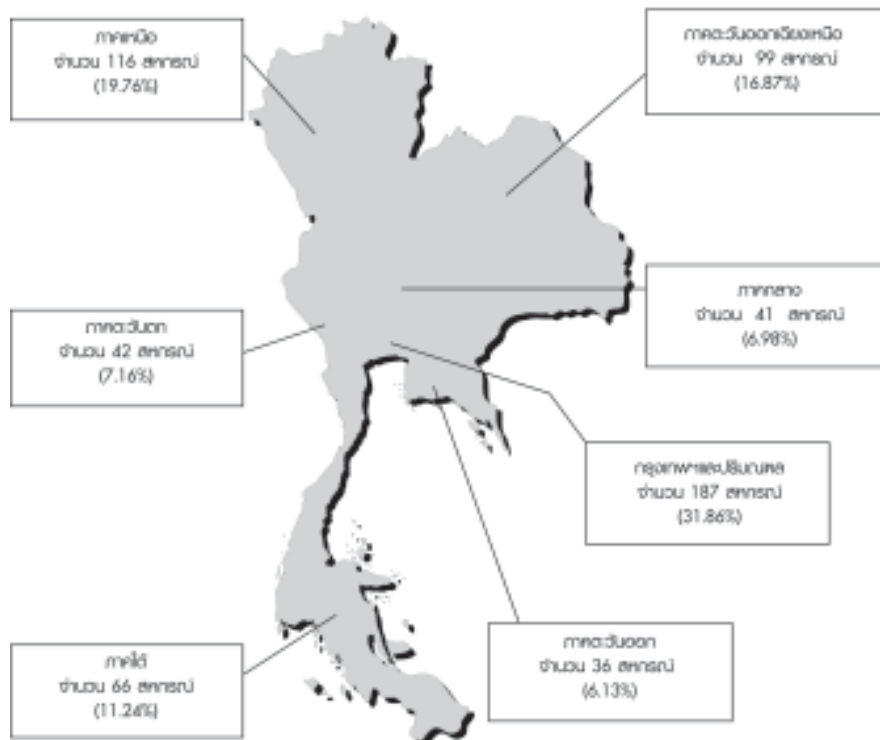 ภาคเหนือ
จำนวน 116 สหกรณ์
(19.76%)
ภาคตะวันออกเฉียงเหนือ
จำนวน 99 สหกรณ์
(16.87%)
ภาคกลาง
จำนวน 41 สหกรณ์
(6.98%)
ภาคตะวันตก
จำนวน 42 สหกรณ์
(7.16%)
กรุงเทพฯและปริมณฑล
จำนวน 187 สหกรณ์
(31.86%)
ภาคตะวันออก
จำนวน 36 สหกรณ์
(6.13%)
ภาคใต้
จำนวน 66 สหกรณ์
(11.24%)